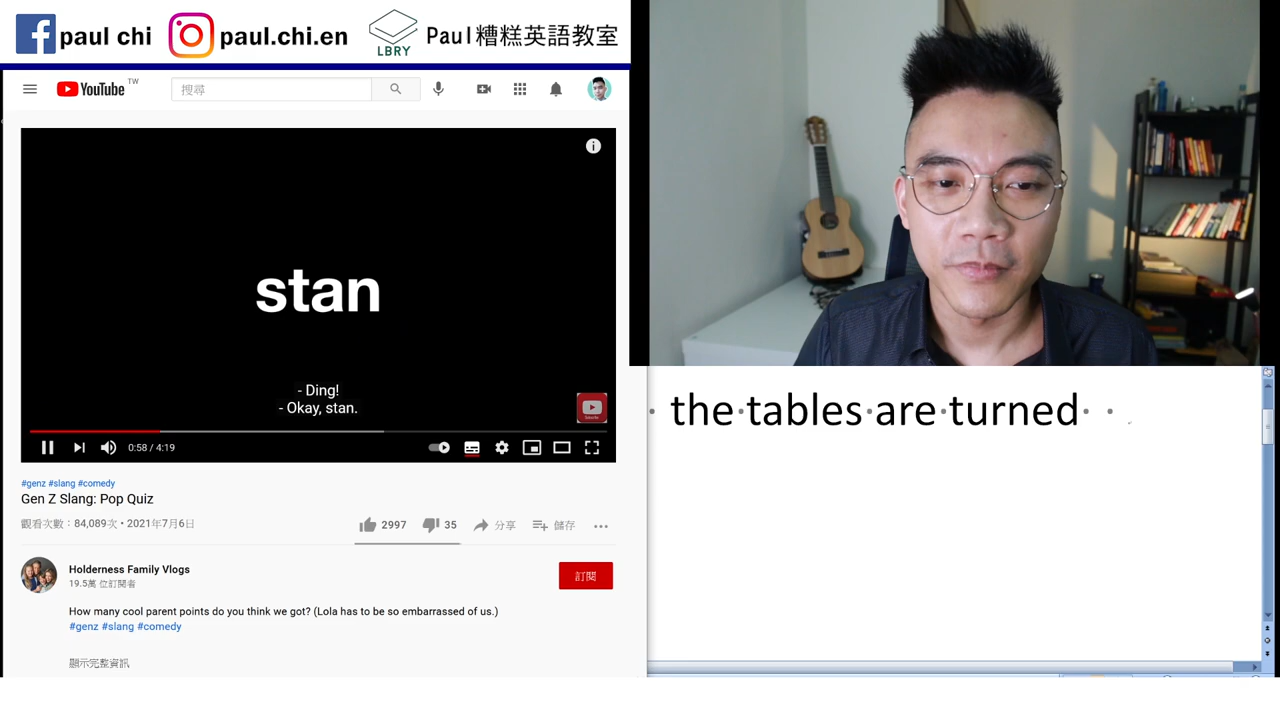 paul chi
paul.chi.en
LBRY
Paul糟糕英語教室
YouTube TW
搜尋
stan
- Ding!
- Okay, stan.
0:58 / 4:19
#genz #slang #comedy
Gen Z Slang: Pop Quiz
觀看次數：84,089次 • 2021年7月6日
2997
35
分享
儲存
Holderness Family Vlogs
19.5萬 位訂閱者
訂閱
How many cool parent points do you think we got? (Lola has to be so embarrassed of us.)
#genz #slang #comedy
顯示完整資訊
the tables are turned